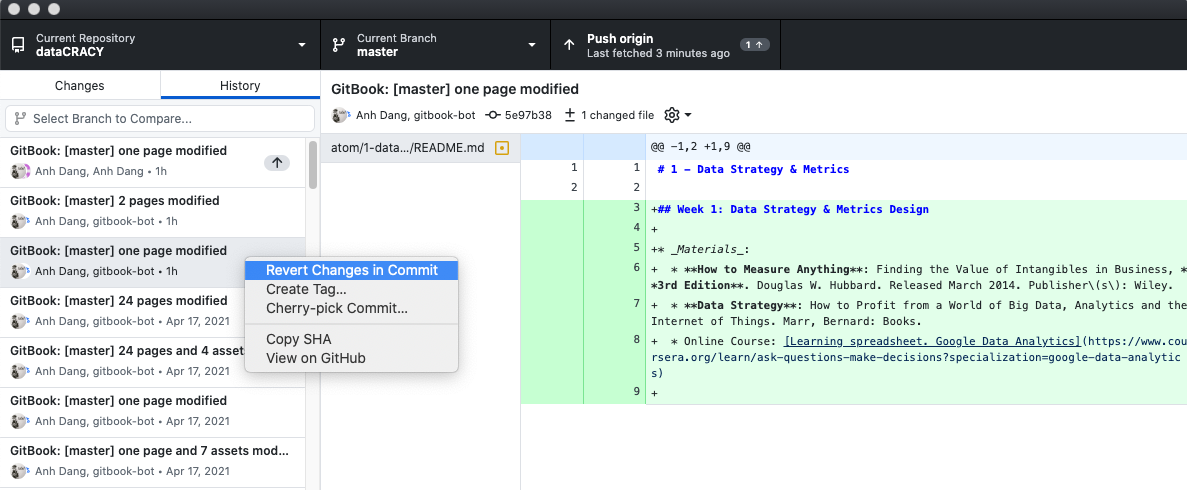 Current Repository
dataCRACY
Current Branch
master
Push origin
Last fetched 3 minutes ago
1
Changes
History
Select Branch to Compare...
GitBook: [master] one page modified
Anh Dang, Anh Dang • 1h
GitBook: [master] 2 pages modified
Anh Dang, gitbook-bot • 1h
GitBook: [master] one page modified
Anh Dang, gitbook-bot • 1h
GitBook: [master] 24 pages modified
Anh Dang, gitbook-bot • Apr 17, 2021
GitBook: [master] 24 pages and 4 asset
Anh Dang, gitbook-bot • Apr 17, 2021
GitBook: [master] one page modified
Anh Dang, gitbook-bot • Apr 17, 2021
GitBook: [master] one page and 7 assets mod...
Anh Dang, gitbook-bot • Apr 17, 2021
Revert Changes in Commit
Create Tag...
Cherry-pick Commit...
Copy SHA
View on GitHub
GitBook: [master] one page modified
Anh Dang, gitbook-bot 5e97b38 ± 1 changed file
atom/1-data.../README.md
@@ -1,2 +1,9 @@
1 1 # 1 - Data Strategy & Metrics
2 2
3 +## Week 1: Data Strategy & Metrics Design
4 +
5 +* _Materials_:
6 + * **How to Measure Anything**: Finding the Value of Intangibles in Business, *
*3rd Edition**. Douglas W. Hubbard. Released March 2014. Publisher\(s\): Wiley.
7 + * **Data Strategy**: How to Profit from a World of Big Data, Analytics and the
Internet of Things. Marr, Bernard: Books.
8 + * Online Course: [Learning spreadsheet. Google Data Analytics](https://www.cou
rsera.org/learn/ask-questions-make-decisions?specialization=google-data-analytic
s)
9 +